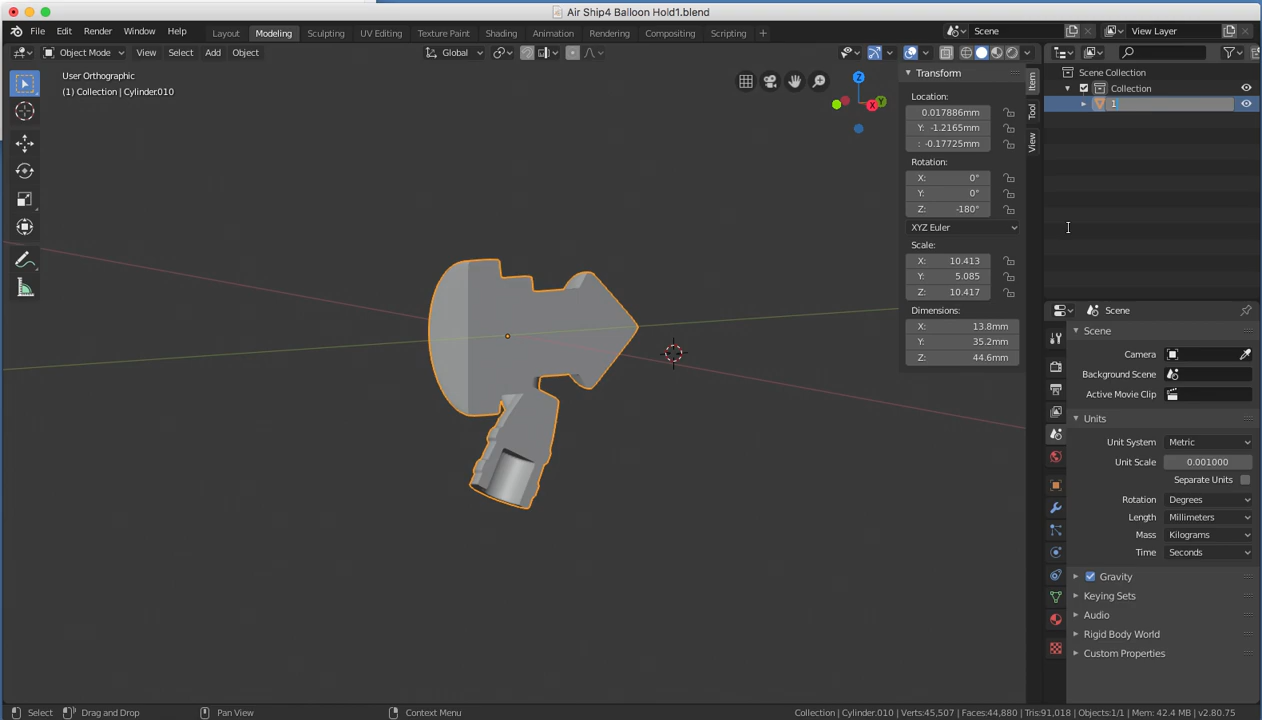 Air Ship4 Balloon Hold1.blend
File Edit Render Window Help Layout Modeling Sculpting UV Editing Texture Paint Shading Animation Rendering Compositing Scripting + Scene View Layer
Object Mode View Select Add Object Global
User Orthographic
(1) Collection | Cylinder.010
Z
Y
X
Transform
Location:
0.017886mm
Y: -1.2165mm
: -0.17725mm
Rotation:
X: 0°
Y: 0°
Z: -180°
XYZ Euler
Scale:
X: 10.413
Y: 5.085
Z: 10.417
Dimensions:
X: 13.8mm
Y: 35.2mm
Z: 44.6mm
Item
Tool
View
Scene Collection
Collection
1
Scene
Scene
Camera
Background Scene
Active Movie Clip
Units
Unit System Metric
Unit Scale 0.001000
Separate Units
Rotation Degrees
Length Millimeters
Mass Kilograms
Time Seconds
Gravity
Keying Sets
Audio
Rigid Body World
Custom Properties
Select Drag and Drop Pan View Context Menu Collection | Cylinder.010 | Verts:45,507 | Faces:44,880 | Tris:91,018 | Objects:1/1 | Mem: 42.4 MB | v2.80.75